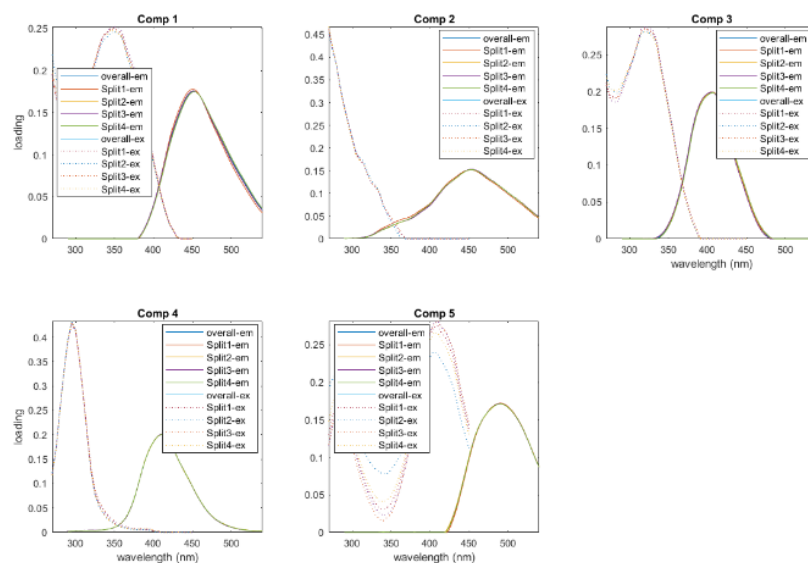 Comp 1
loading
0.25
0.2
0.15
0.1
0.05
0
overall-em
Split1-em
Split2-em
Split3-em
Split4-em
overall-ex
Split1-ex
Split2-ex
Split3-ex
Split4-ex
300 350 400 450 500
Comp 2
0.45
0.4
0.35
0.3
0.25
0.2
0.15
0.1
0.05
0
overall-em
Split1-em
Split2-em
Split3-em
Split4-em
overall-ex
Split1-ex
Split2-ex
Split3-ex
Split4-ex
300 350 400 450 500
Comp 3
0.25
0.2
0.15
0.1
0.05
0
overall-em
Split1-em
Split2-em
Split3-em
Split4-em
overall-ex
Split1-ex
Split2-ex
Split3-ex
Split4-ex
300 350 400 450 500
wavelength (nm)
Comp 4
loading
0.4
0.35
0.3
0.25
0.2
0.15
0.1
0.05
0
overall-em
Split1-em
Split2-em
Split3-em
Split4-em
overall-ex
Split1-ex
Split2-ex
Split3-ex
Split4-ex
300 350 400 450 500
wavelength (nm)
Comp 5
0.25
0.2
0.15
0.1
0.05
0
overall-em
Split1-em
Split2-em
Split3-em
Split4-em
overall-ex
Split1-ex
Split2-ex
Split3-ex
Split4-ex
300 350 400 450 500
wavelength (nm)